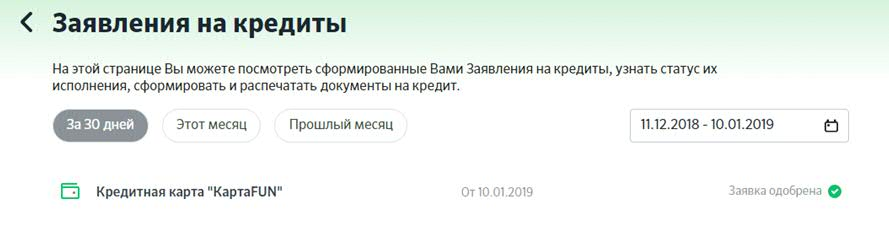 Заявления на кредиты
На этой странице Вы можете посмотреть сформированные Вами Заявления на кредиты, узнать статус их
исполнения, сформировать и распечатать документы на кредит.
За 30 дней Этот месяц Прошлый месяц 11.12.2018 - 10.01.2019
Кредитная карта "КартаFUN" От 10.01.2019 Заявка одобрена